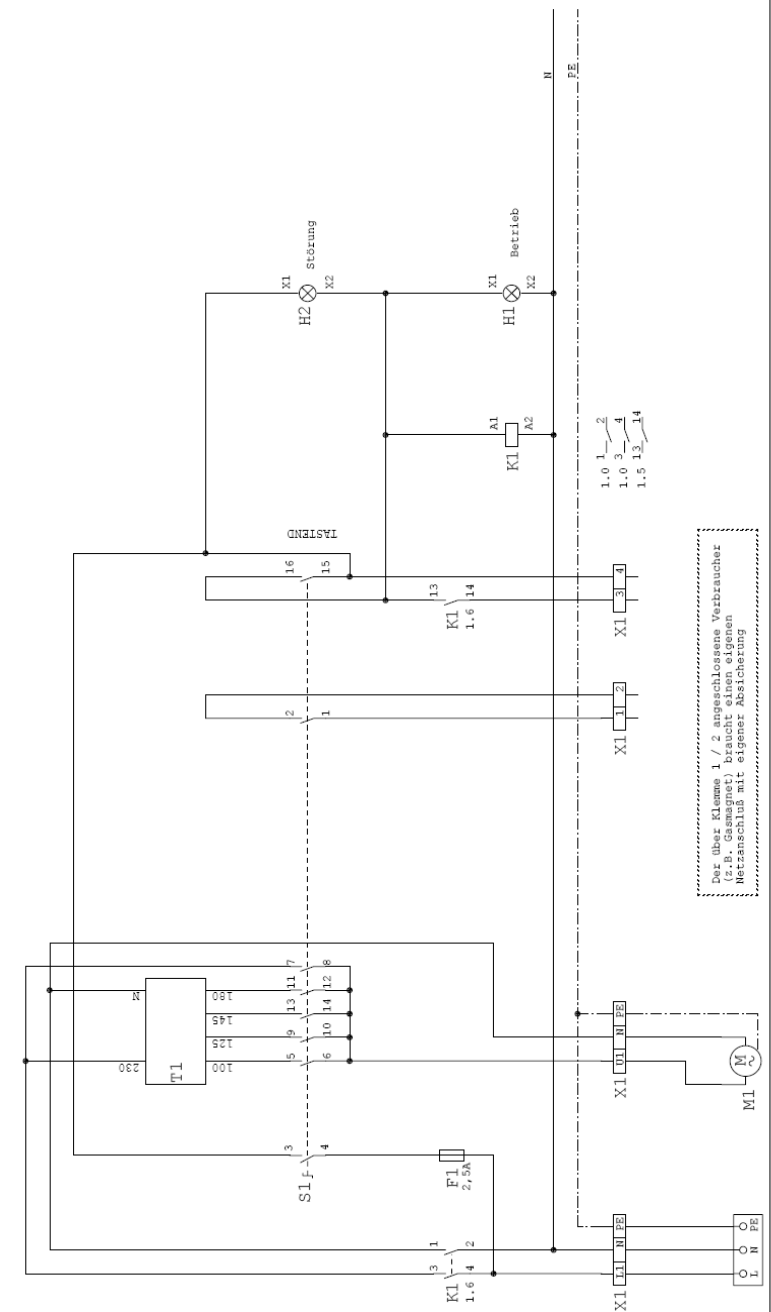 N
PE
Störung
X1
X2
H2
Betrieb
X1
X2
H1
A1
A2
K1
1.0 1 2
1.0 3 4
1.5 13 14
TASTEND
16
15
13
14
K1
1.6
3 4
X1
2
1
1 2
X1
Der über Klemme 1 / 2 angeschlossene Verbraucher
(z.B. Gasmagnet) braucht einen eigenen
Netzanschluß mit eigener Absicherung
N
230
T1
180
145
125
100
7
8
11
12
13
14
9
10
5
6
U1 N PE
X1
M
M1
3
4
S1
F1
2,5A
1
2
3
4
K1
1.6
L1 N PE
X1
L N PE